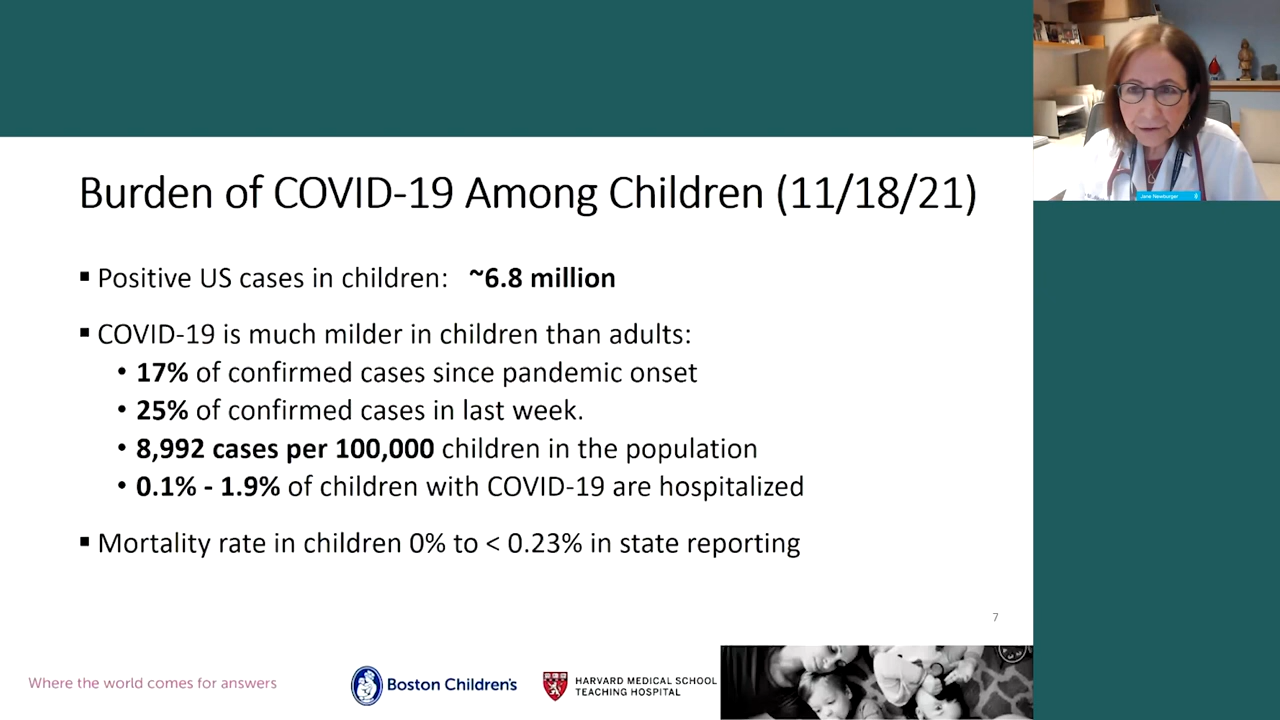 Burden of COVID-19 Among Children (11/18/21)
▪ Positive US cases in children: ~6.8 million
▪ COVID-19 is much milder in children than adults:
• 17% of confirmed cases since pandemic onset
• 25% of confirmed cases in last week.
• 8,992 cases per 100,000 children in the population
• 0.1% - 1.9% of children with COVID-19 are hospitalized
▪ Mortality rate in children 0% to < 0.23% in state reporting
7
Where the world comes for answers
Boston Children's
HARVARD MEDICAL SCHOOL
TEACHING HOSPITAL
Jane Newburger